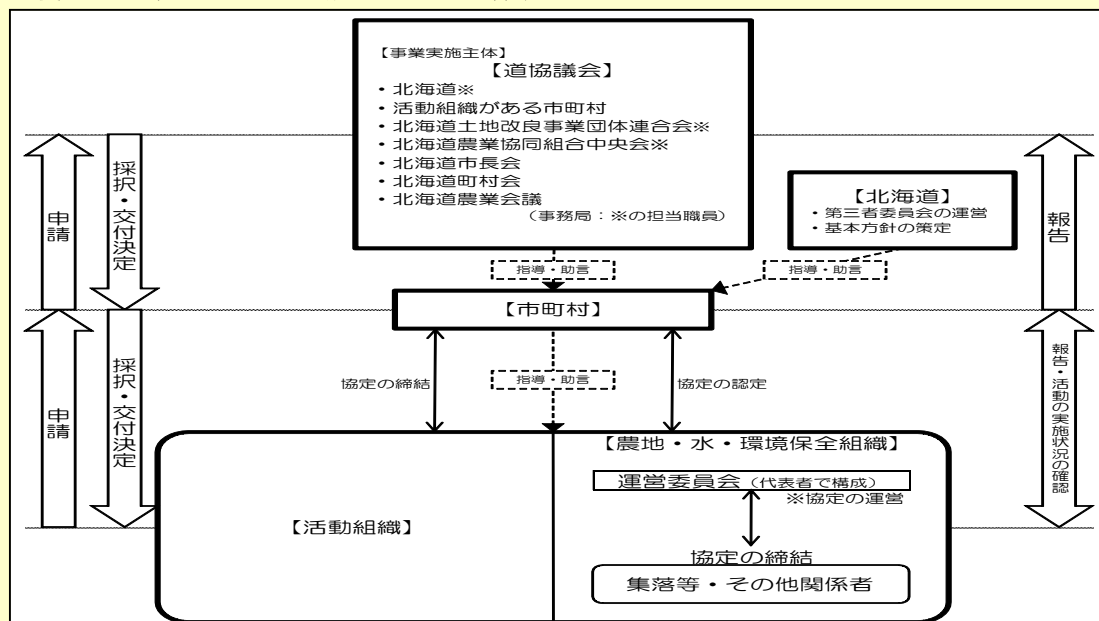 【事業実施主体】
【道協議会】
・北海道※
・活動組織がある市町村
・北海道土地改良事業団体連合会※
・北海道農業協同組合中央会※
・北海道市長会
・北海道町村会
・北海道農業会議
(事務局：※の担当職員)
【北海道】
・第三者委員会の運営
・基本方針の策定
申請
採択・交付決定
報告
指導・助言
指導・助言
【市町村】
申請
採択・交付決定
協定の締結
指導・助言
協定の認定
報告・活動の実施状況の確認
【活動組織】
【農地・水・環境保全組織】
運営委員会（代表者で構成）
※協定の運営
協定の締結
集落等・その他関係者